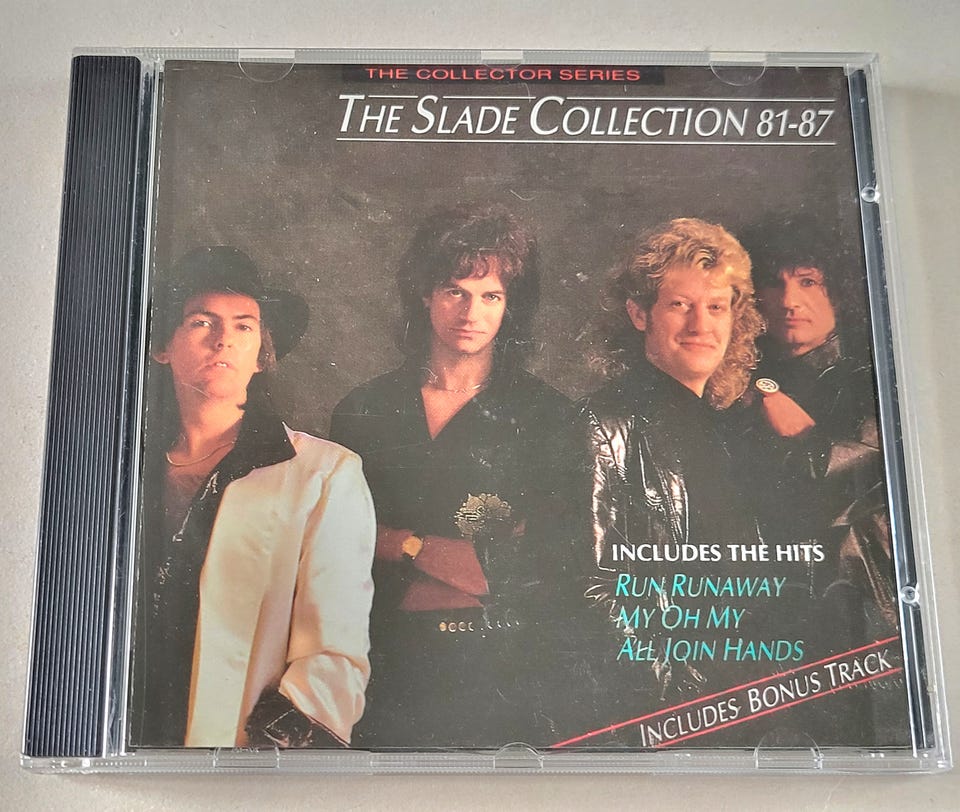 THE COLLECTOR SERIES
THE SLADE COLLECTION 81-87
INCLUDES THE HITS
RUN RUNAWAY
MY OH MY
ALL JOIN HANDS
INCLUDES BONUS TRACK